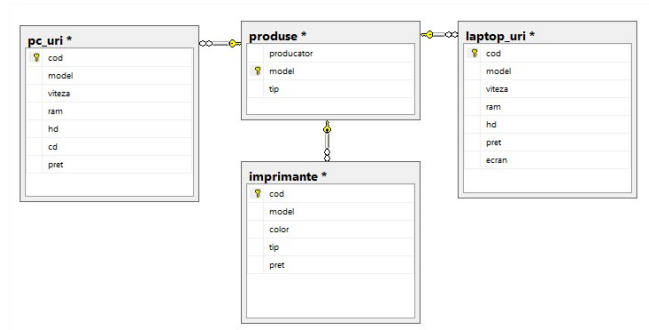 pc_uri *
cod
model
viteza
ram
hd
cd
pret
produse *
producator
model
tip
laptop_uri *
cod
model
viteza
ram
hd
pret
ecran
imprimante *
cod
model
color
tip
pret